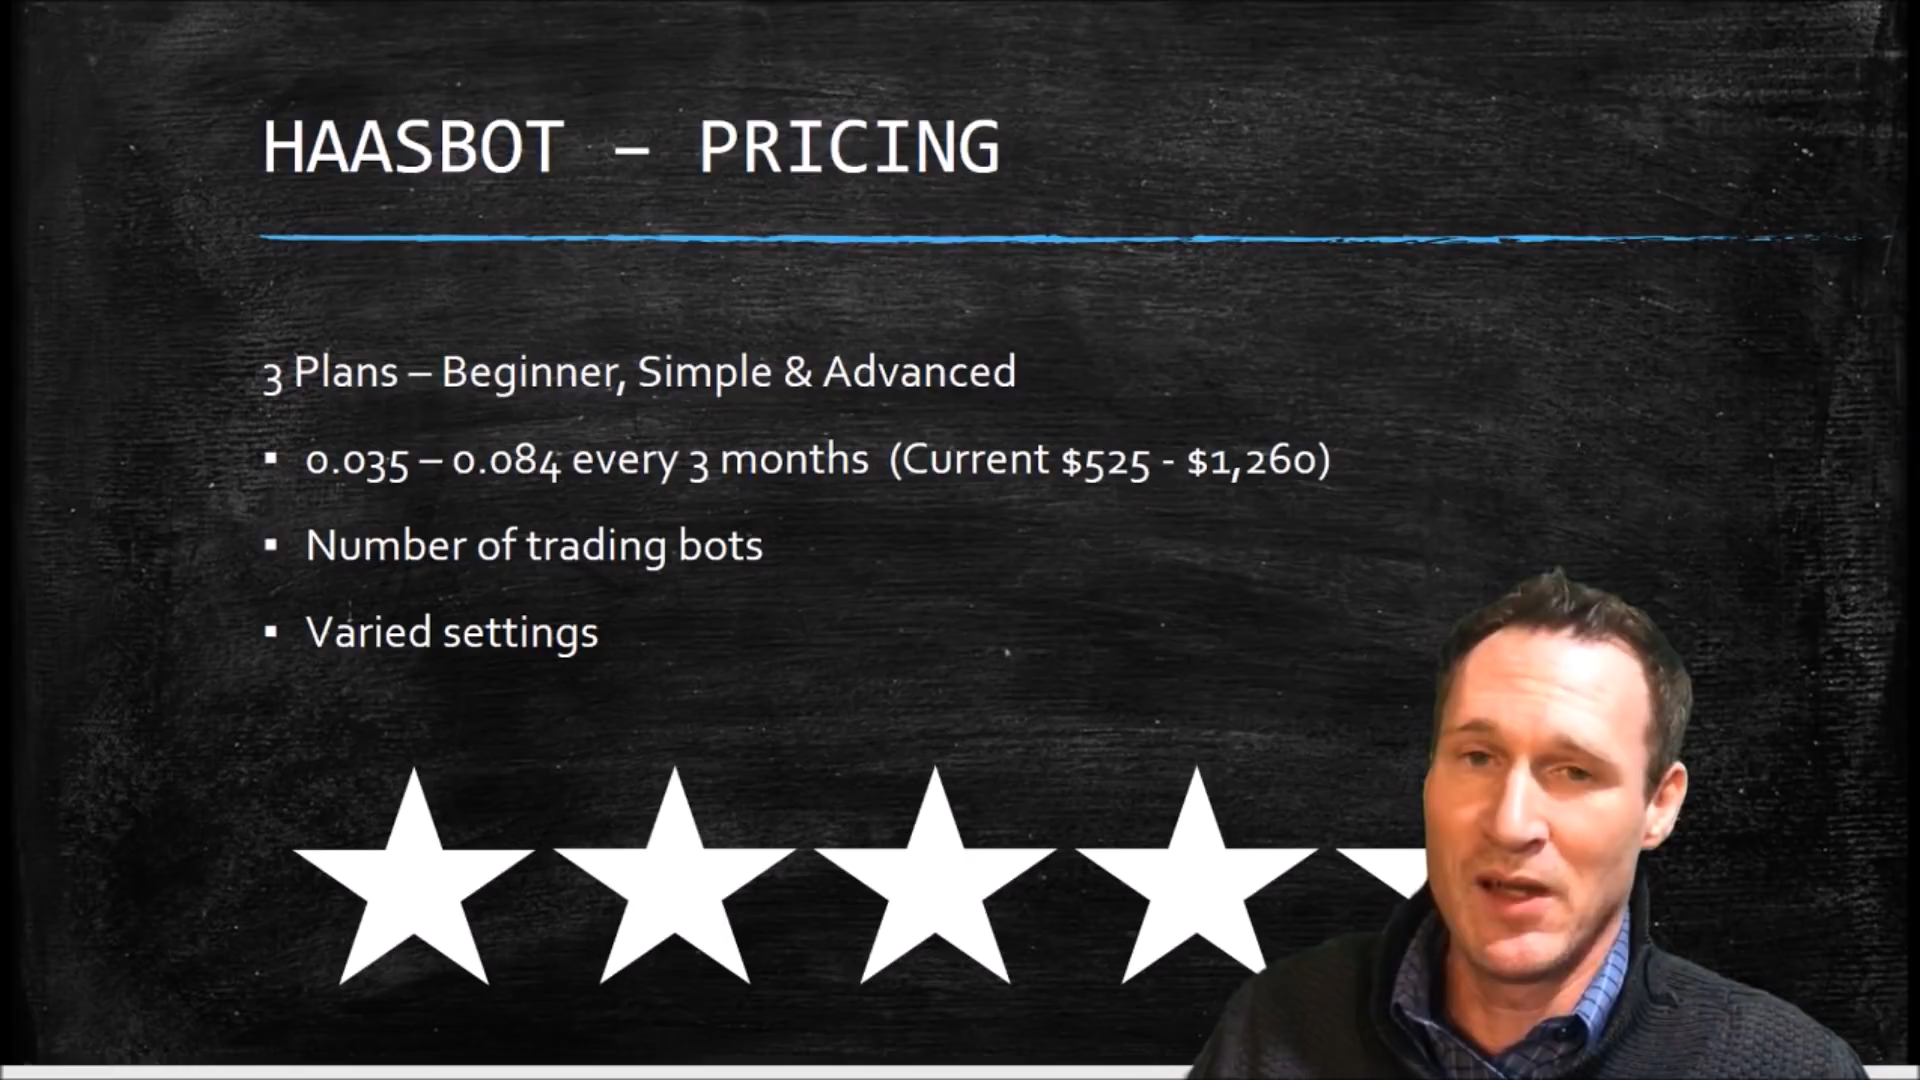 HAASBOT – PRICING
3 Plans – Beginner, Simple & Advanced
▪ 0.035 – 0.084 every 3 months (Current $525 - $1,260)
▪ Number of trading bots
▪ Varied settings